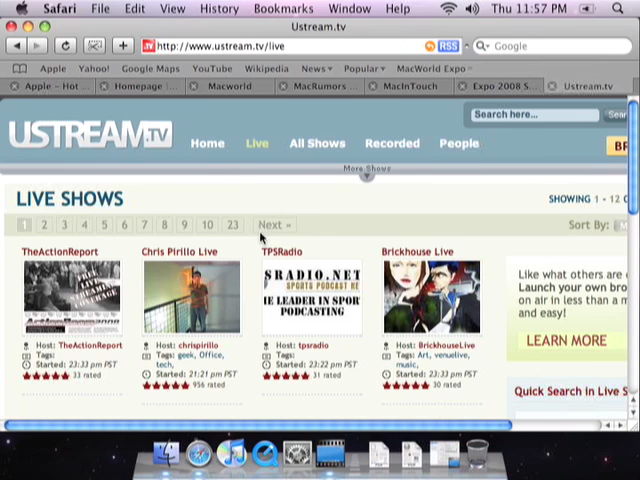 Safari File Edit View History Bookmarks Window Help Thu 11:57 PM
Ustream.tv
http://www.ustream.tv/live RSS Google
Apple Yahoo! Google Maps YouTube Wikipedia News Popular MacWorld Expo
Apple – Hot ... Homepage | ... Macworld MacRumors ... MacInTouch Expo 2008 S... Ustream.tv
USTREAM.TV
Home Live All Shows Recorded People
Search here...
Sear
BR
More Shows
LIVE SHOWS
SHOWING 1 - 12 O
1 2 3 4 5 6 7 8 9 10 23 Next »
Sort By:
TheActionReport
Host: TheActionReport
Tags:
Started: 23:33 pm PST
33 rated
Chris Pirillo Live
Host: chrispirillo
Tags: geek, Office,
tech,
Started: 21:21 pm PST
956 rated
TPSRadio
SRADIO.NET
SPORTS PODCAST RE
HE LEADER IN SPOR
PODCASTING
Host: tpsradio
Tags:
Started: 23:22 pm PST
31 rated
Brickhouse Live
Host: BrickhouseLive
Tags: Art, venuelive,
music,
30 rated
Like what others are
Launch your own bro
on air in less than a m
and easy!
LEARN MORE
Quick Search in Live S